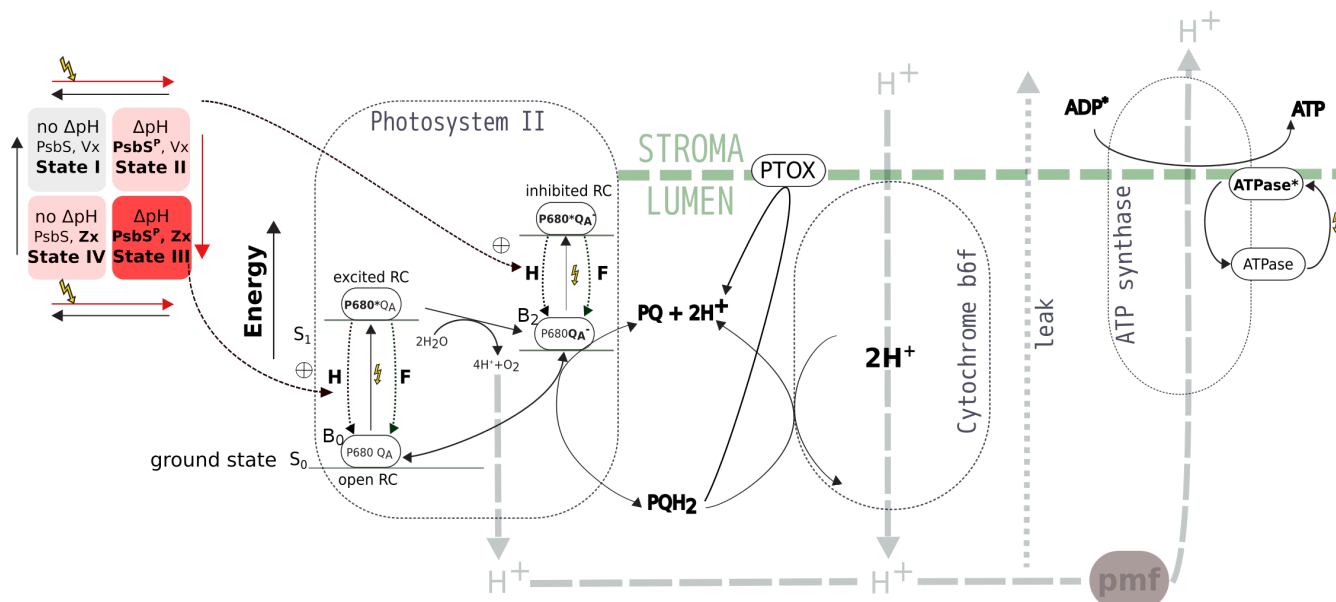 no ΔpH
PsbS, Vx
State I
ΔpH
PsbSᴾ, Vx
State II
no ΔpH
PsbS, Zx
State IV
ΔpH
PsbSᴾ, Zx
State III
Energy
Photosystem II
inhibited RC
P680*QA⁻
H
F
⊕
B2
P680QA⁻
excited RC
P680*QA
S1
2H2O
4H⁺+O2
⊕
H
F
B0
P680 QA
ground state
S0
open RC
STROMA
LUMEN
PTOX
PQ + 2H⁺
PQH2
H⁺
2H⁺
Cytochrome b6f
leak
H⁺
H⁺
pmf
H⁺
ADP*
ATP
ATP synthase
ATPase*
ATPase